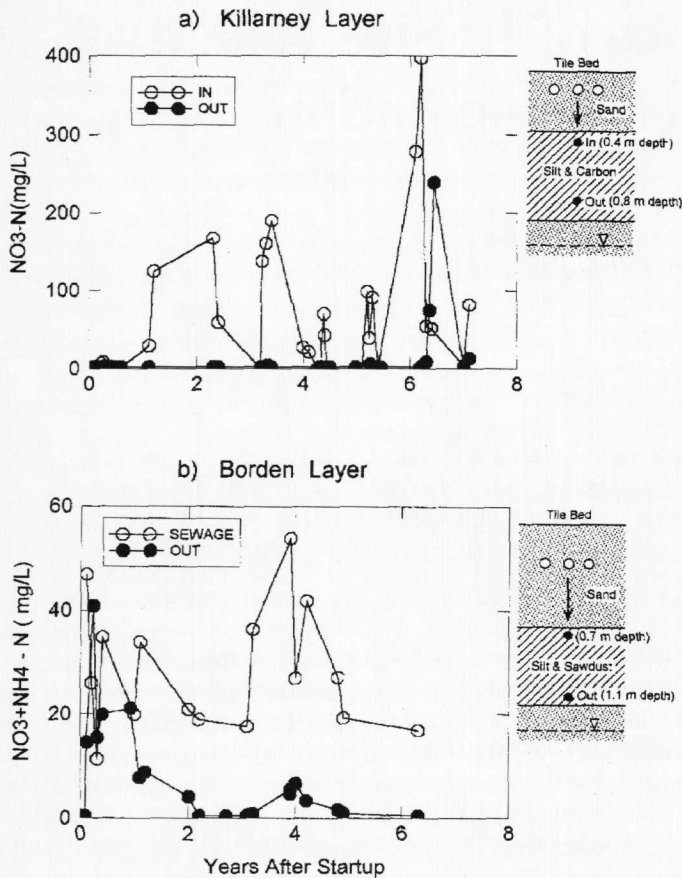 a) Killarney Layer
400
300
200
100
0
NO3-N(mg/L)
IN
OUT
0
2
4
6
8
Tile Bed
Sand
In (0.4 m depth)
Silt & Carbon
Out (0.8 m depth)
b) Borden Layer
60
40
20
0
NO3+NH4 - N ( mg/L)
SEWAGE
OUT
0
2
4
6
8
Years After Startup
Tile Bed
Sand
(0.7 m depth)
Silt & Sawdust
Out (1.1 m depth)